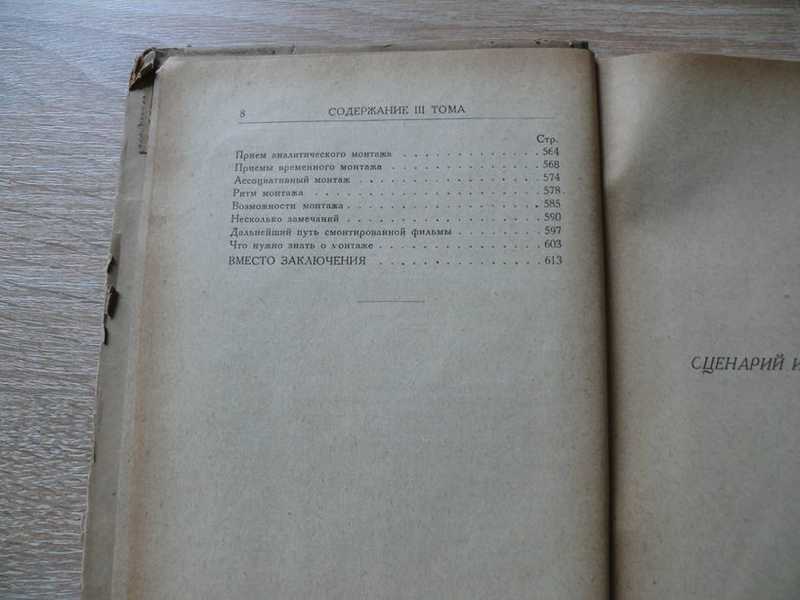 8 СОДЕРЖАНИЕ III ТОМА
Стр.
Прием аналитического монтажа . . . . . . . . . . . . . 564
Приемы временного монтажа . . . . . . . . . . . . . . 568
Ассоциативный монтаж . . . . . . . . . . . . . . . . . 574
Ритм монтажа . . . . . . . . . . . . . . . . . . . . . 578
Возможности монтажа . . . . . . . . . . . . . . . . . . 585
Несколько замечаний . . . . . . . . . . . . . . . . . . 590
Дальнейший путь смонтированной фильмы . . . . . . . . 597
Что нужно знать о монтаже . . . . . . . . . . . . . . . 603
ВМЕСТО ЗАКЛЮЧЕНИЯ . . . . . . . . . . . . . . . 613
СЦЕНАРИЙ И